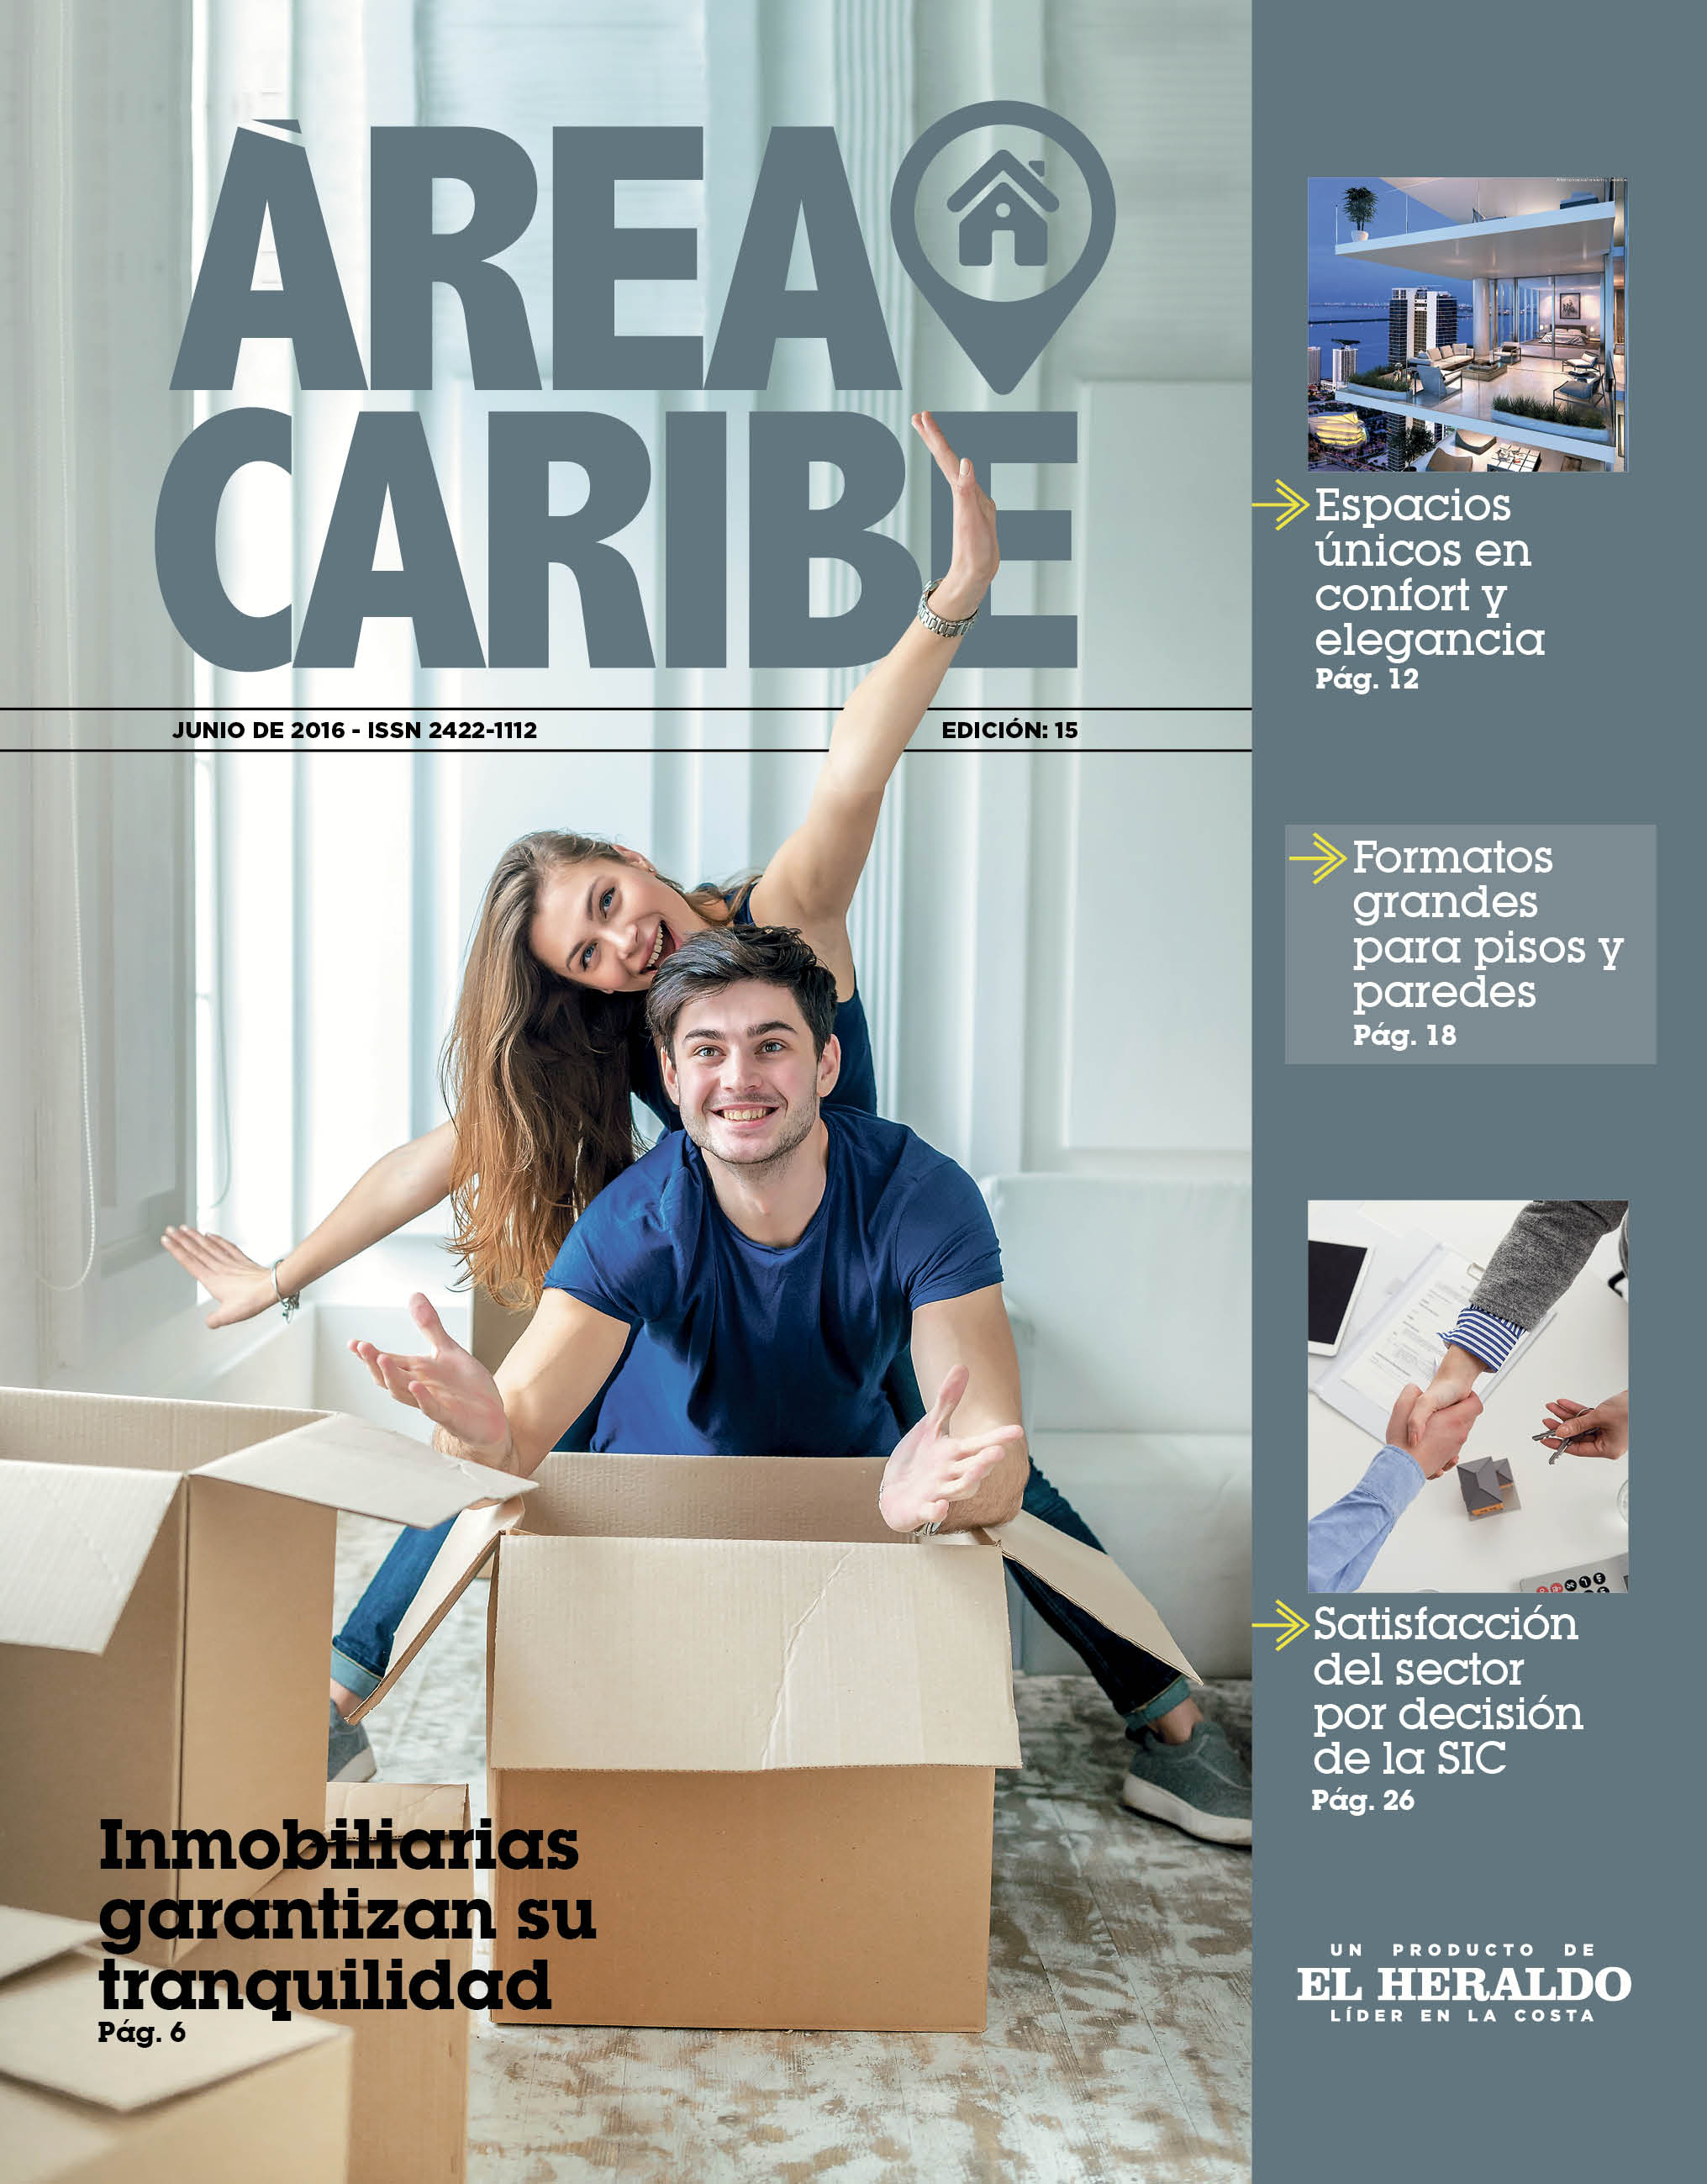 ÁREA
CARIBE
JUNIO DE 2016 - ISSN 2422-1112
EDICIÓN: 15
Espacios
únicos en
confort y
elegancia
Pág. 12
Formatos
grandes
para pisos y
paredes
Pág. 18
Satisfacción
del sector
por decisión
de la SIC
Pág. 26
Inmobiliarias
garantizan su
tranquilidad
Pág. 6
UN PRODUCTO DE
EL HERALDO
LÍDER EN LA COSTA